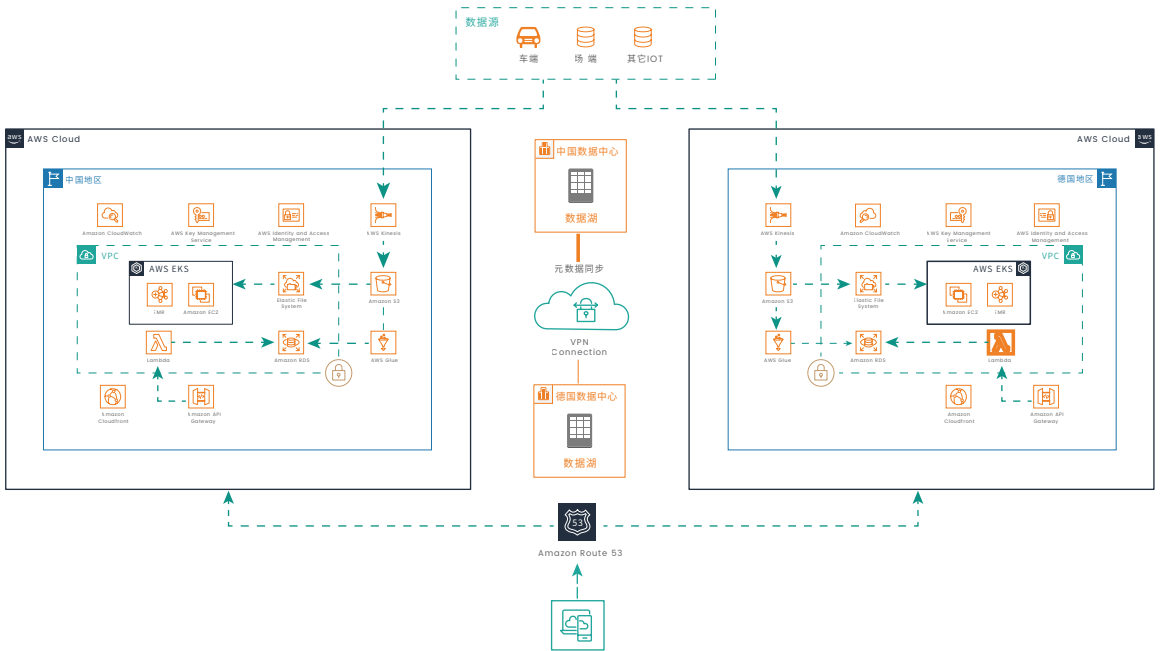 数据源
车端
场 端
其它IOT
aws
AWS Cloud
中国地区
Amazon CloudWatch
AWS Key Management
Service
AWS Identity and Access
Management
AWS Kinesis
VPC
AWS EKS
EMR
Amazon EC2
Elastic File
System
Amazon S3
Lambda
Amazon RDS
AWS Glue
Amazon
Cloudfront
Amazon API
Gateway
中国数据中心
数据湖
元数据同步
VPN
Connection
德国数据中心
数据湖
AWS Cloud
aws
德国地区
AWS Kinesis
Amazon CloudWatch
AWS Key Management
Service
AWS Identity and Access
Management
VPC
AWS EKS
Amazon S3
Elastic File
System
Amazon EC2
EMR
AWS Glue
Amazon RDS
Lambda
Amazon
Cloudfront
Amazon API
Gateway
53
Amazon Route 53